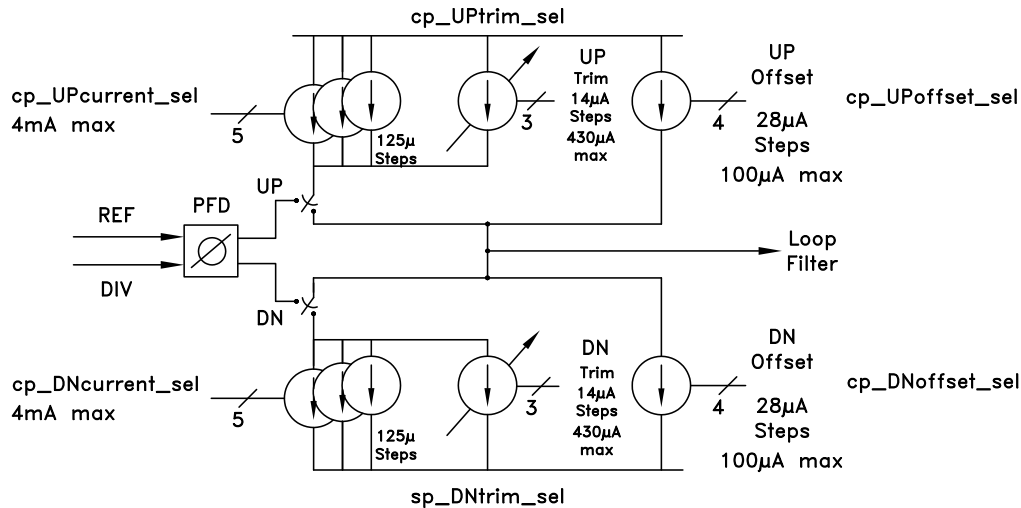 cp_UPtrim_sel
cp_UPcurrent_sel
4mA max
5
125µ
Steps
3
UP
Trim
14µA
Steps
430µA
max
4
UP
Offset
28µA
Steps
100µA max
cp_UPoffset_sel
UP
PFD
REF
DIV
DN
Loop
Filter
cp_DNcurrent_sel
4mA max
5
125µ
Steps
3
DN
Trim
14µA
Steps
430µA
max
4
DN
Offset
28µA
Steps
100µA max
cp_DNoffset_sel
sp_DNtrim_sel